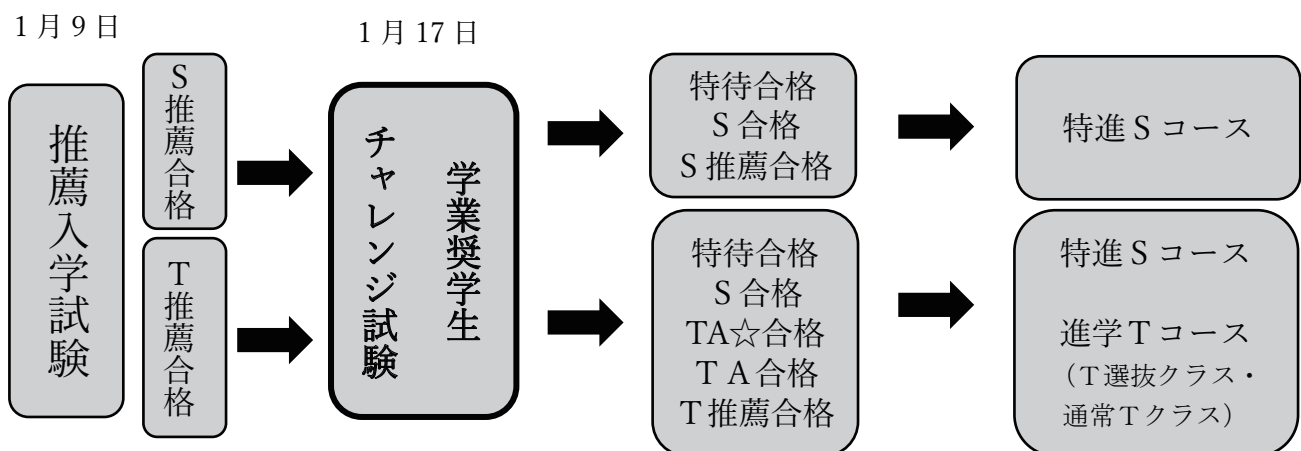 1月9日
1月17日
推薦入学試験
S推薦合格
T推薦合格
学業奨学生
チャレンジ試験
特待合格
S合格
S推薦合格
特待合格
S合格
TA☆合格
TA合格
T推薦合格
特進Sコース
特進Sコース
進学Tコース
（T選抜クラス・
通常Tクラス）